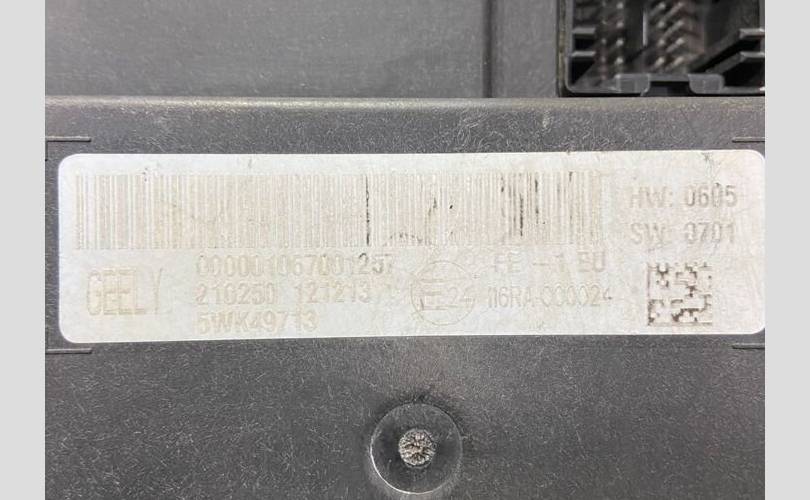 HW: 0605
SW: 0701
GEELY
000001067001257
210250 121213
5WK49713
FE - 1 EU
E24 116RA-000024